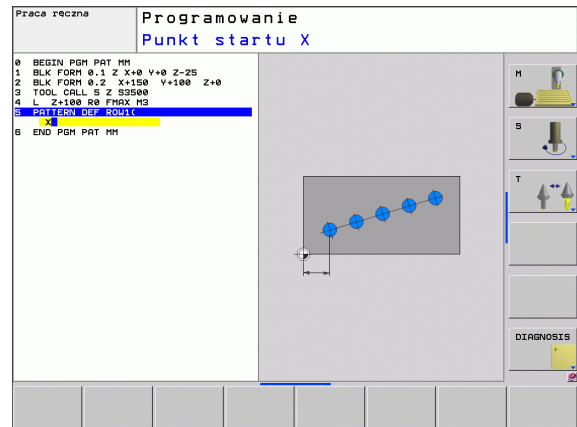 Praca ręczna
Programowanie
Punkt startu X
0 BEGIN PGM PAT MM
1 BLK FORM 0.1 Z X+0 Y+0 Z-25
2 BLK FORM 0.2 X+150 Y+100 Z+0
3 TOOL CALL 5 Z S3500
4 L Z+100 R0 FMAX M3
5 PATTERN DEF ROW1(
X
6 END PGM PAT MM
M
S
T
DIAGNOSIS